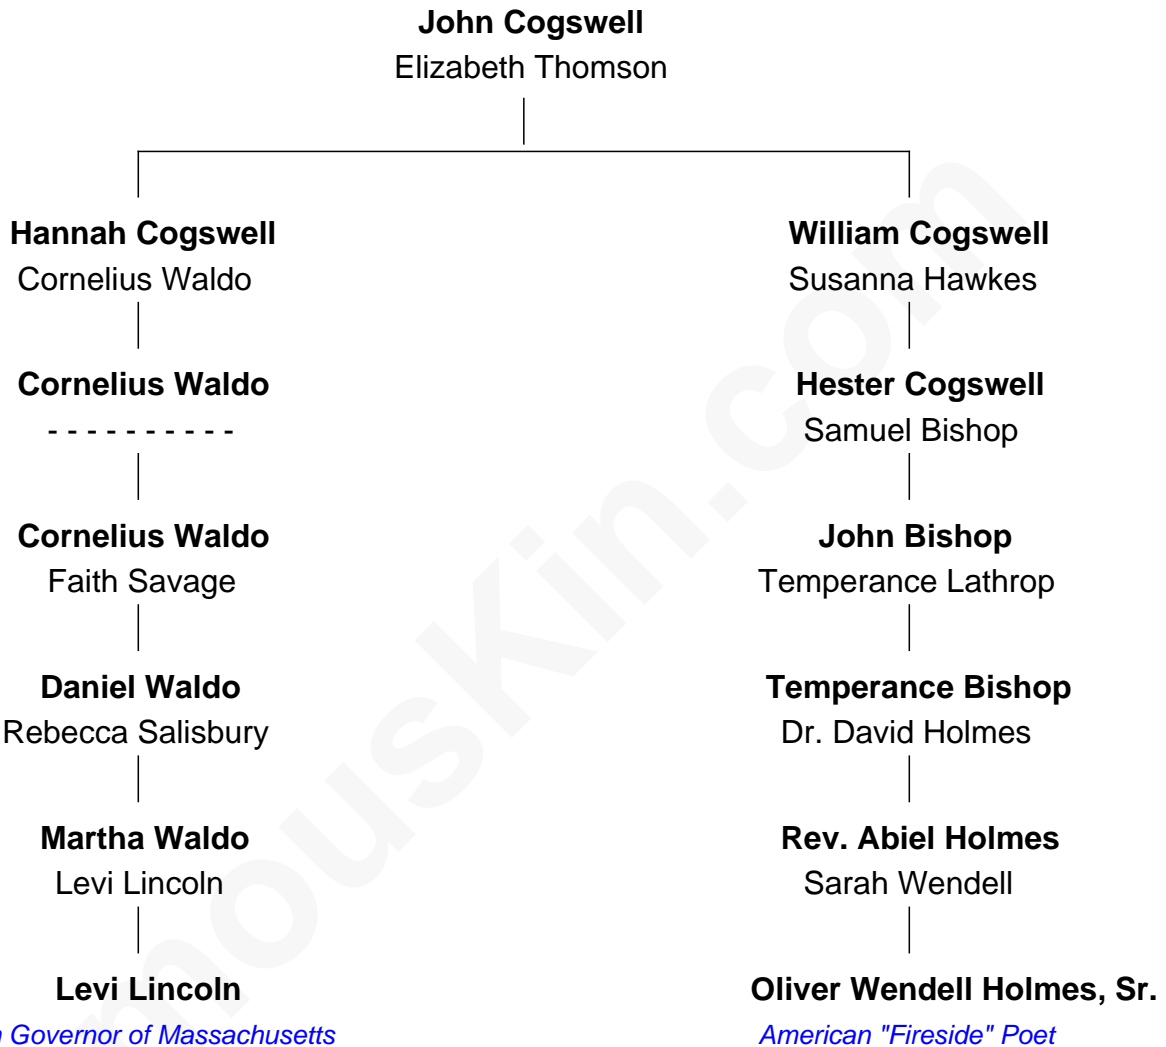 John Cogswell
Elizabeth Thomson
Hannah Cogswell
Cornelius Waldo
Cornelius Waldo
- - - - - - - - - -
Cornelius Waldo
Faith Savage
Daniel Waldo
Rebecca Salisbury
Martha Waldo
Levi Lincoln
Levi Lincoln
Governor of Massachusetts
William Cogswell
Susanna Hawkes
Hester Cogswell
Samuel Bishop
John Bishop
Temperance Lathrop
Temperance Bishop
Dr. David Holmes
Rev. Abiel Holmes
Sarah Wendell
Oliver Wendell Holmes, Sr.
American "Fireside" Poet
mousKin.com